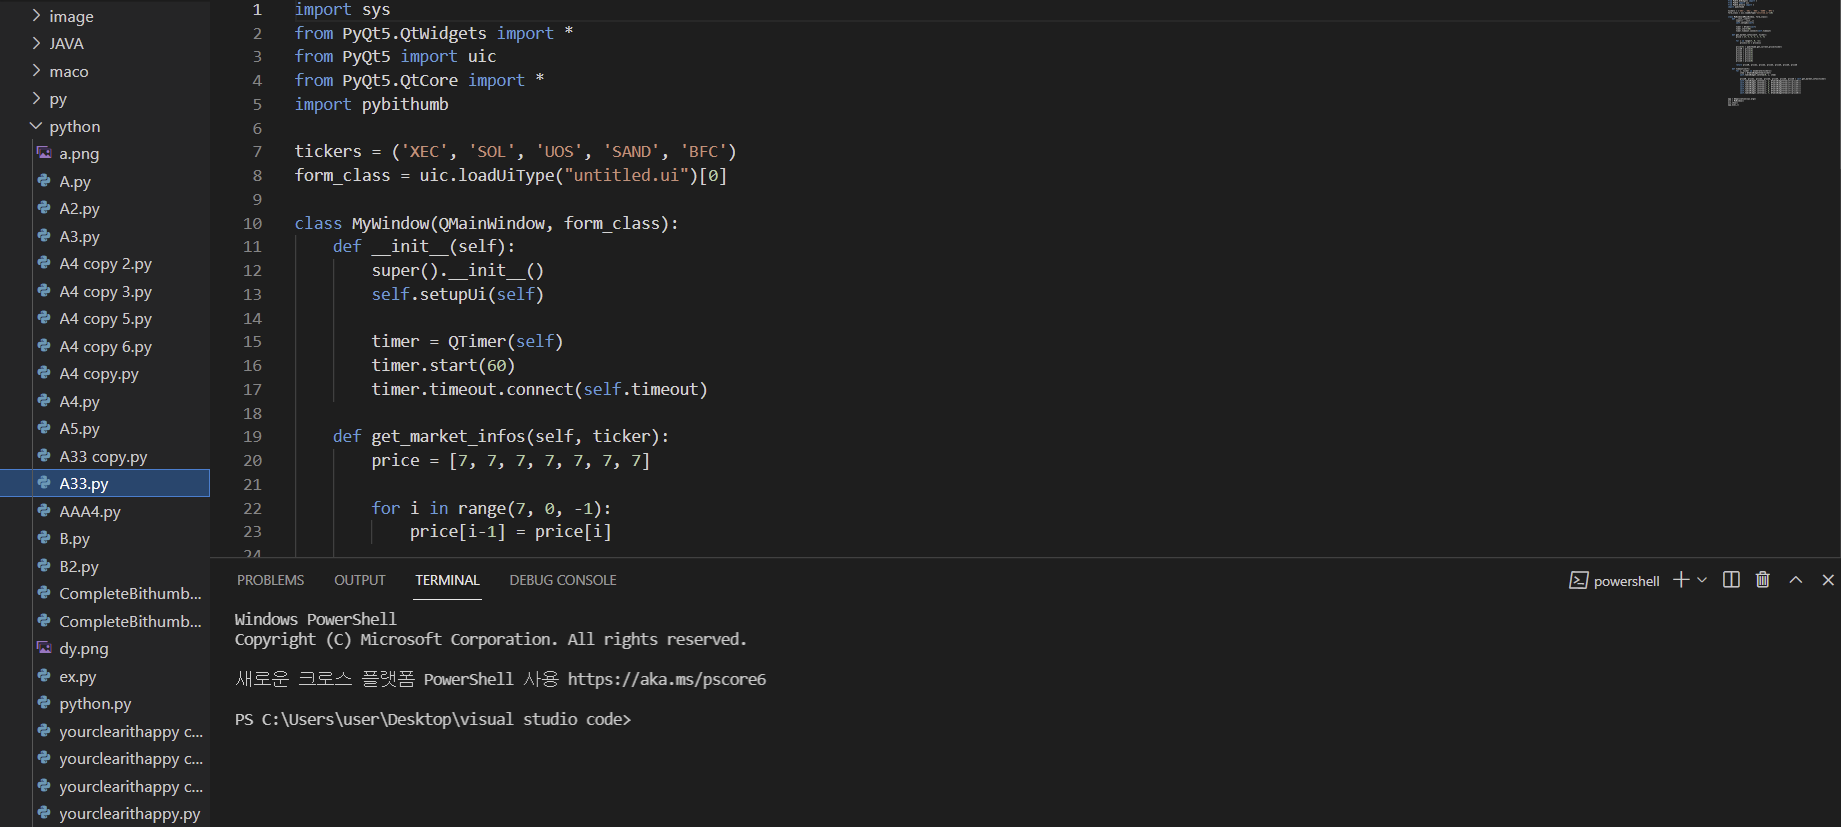 image
JAVA
maco
py
python
a.png
A.py
A2.py
A3.py
A4 copy 2.py
A4 copy 3.py
A4 copy 5.py
A4 copy 6.py
A4 copy.py
A4.py
A5.py
A33 copy.py
A33.py
AAA4.py
B.py
B2.py
CompleteBithumb...
CompleteBithumb...
dy.png
ex.py
python.py
yourclearithappy c...
yourclearithappy c...
yourclearithappy c...
yourclearithappy.py
1 import sys
2 from PyQt5.QtWidgets import *
3 from PyQt5 import uic
4 from PyQt5.QtCore import *
5 import pybithumb
6
7 tickers = ('XEC', 'SOL', 'UOS', 'SAND', 'BFC')
8 form_class = uic.loadUiType("untitled.ui")[0]
9
10 class MyWindow(QMainWindow, form_class):
11     def __init__(self):
12         super().__init__()
13         self.setupUi(self)
14
15         timer = QTimer(self)
16         timer.start(60)
17         timer.timeout.connect(self.timeout)
18
19     def get_market_infos(self, ticker):
20         price = [7, 7, 7, 7, 7, 7, 7]
21
22         for i in range(7, 0, -1):
23             price[i-1] = price[i]
24
PROBLEMS OUTPUT TERMINAL DEBUG CONSOLE
powershell
Windows PowerShell
Copyright (C) Microsoft Corporation. All rights reserved.
새로운 크로스 플랫폼 PowerShell 사용 https://aka.ms/pscore6
PS C:\Users\user\Desktop\visual studio code>